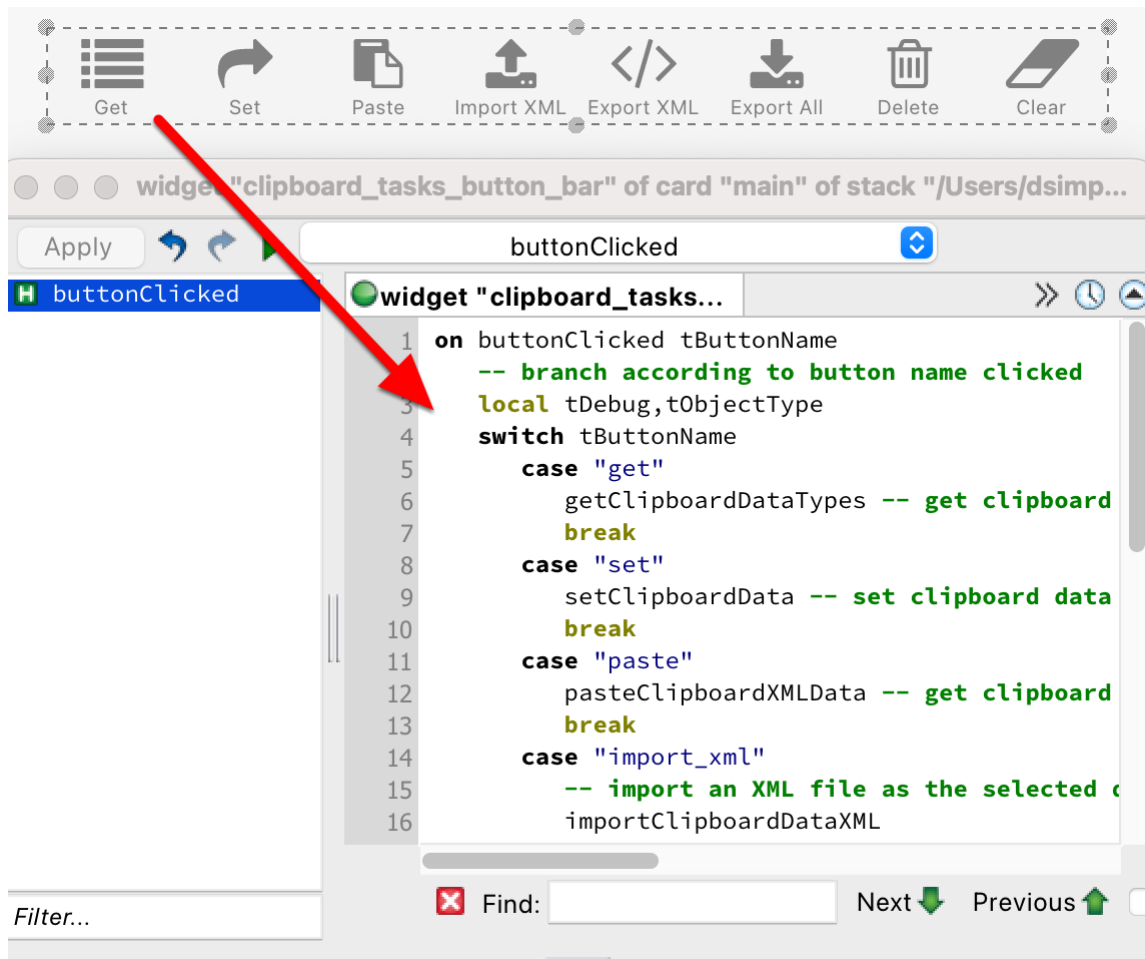 Get Set Paste Import XML Export XML Export All Delete Clear
widget "clipboard_tasks_button_bar" of card "main" of stack "/Users/dsimp...
Apply buttonClicked
H buttonClicked
widget "clipboard_tasks...
1 on buttonClicked tButtonName
-- branch according to button name clicked
3 local tDebug,tObjectType
4 switch tButtonName
5 case "get"
6 getClipboardDataTypes -- get clipboard
7 break
8 case "set"
9 setClipboardData -- set clipboard data
10 break
11 case "paste"
12 pasteClipboardXMLData -- get clipboard
13 break
14 case "import_xml"
15 -- import an XML file as the selected
16 importClipboardDataXML
Find: Next Previous
Filter...